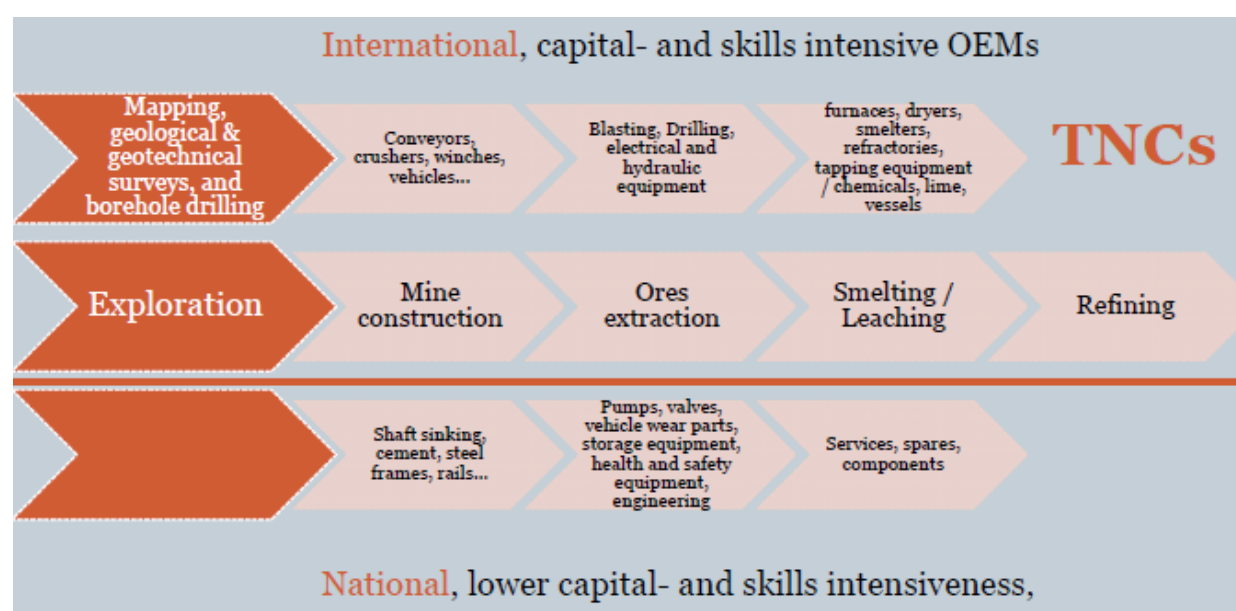 International, capital- and skills intensive OEMs
Mapping,
geological &
geotechnical
surveys, and
borehole drilling
Conveyors,
crushers, winches,
vehicles...
Blasting, Drilling,
electrical and
hydraulic
equipment
furnaces, dryers,
smelters,
refractories,
tapping equipment
/ chemicals, lime,
vessels
TNCs
Exploration
Mine
construction
Ores
extraction
Smelting /
Leaching
Refining
Shaft sinking,
cement, steel
frames, rails...
Pumps, valves,
vehicle wear parts,
storage equipment,
health and safety
equipment,
engineering
Services, spares,
components
National, lower capital- and skills intensiveness,